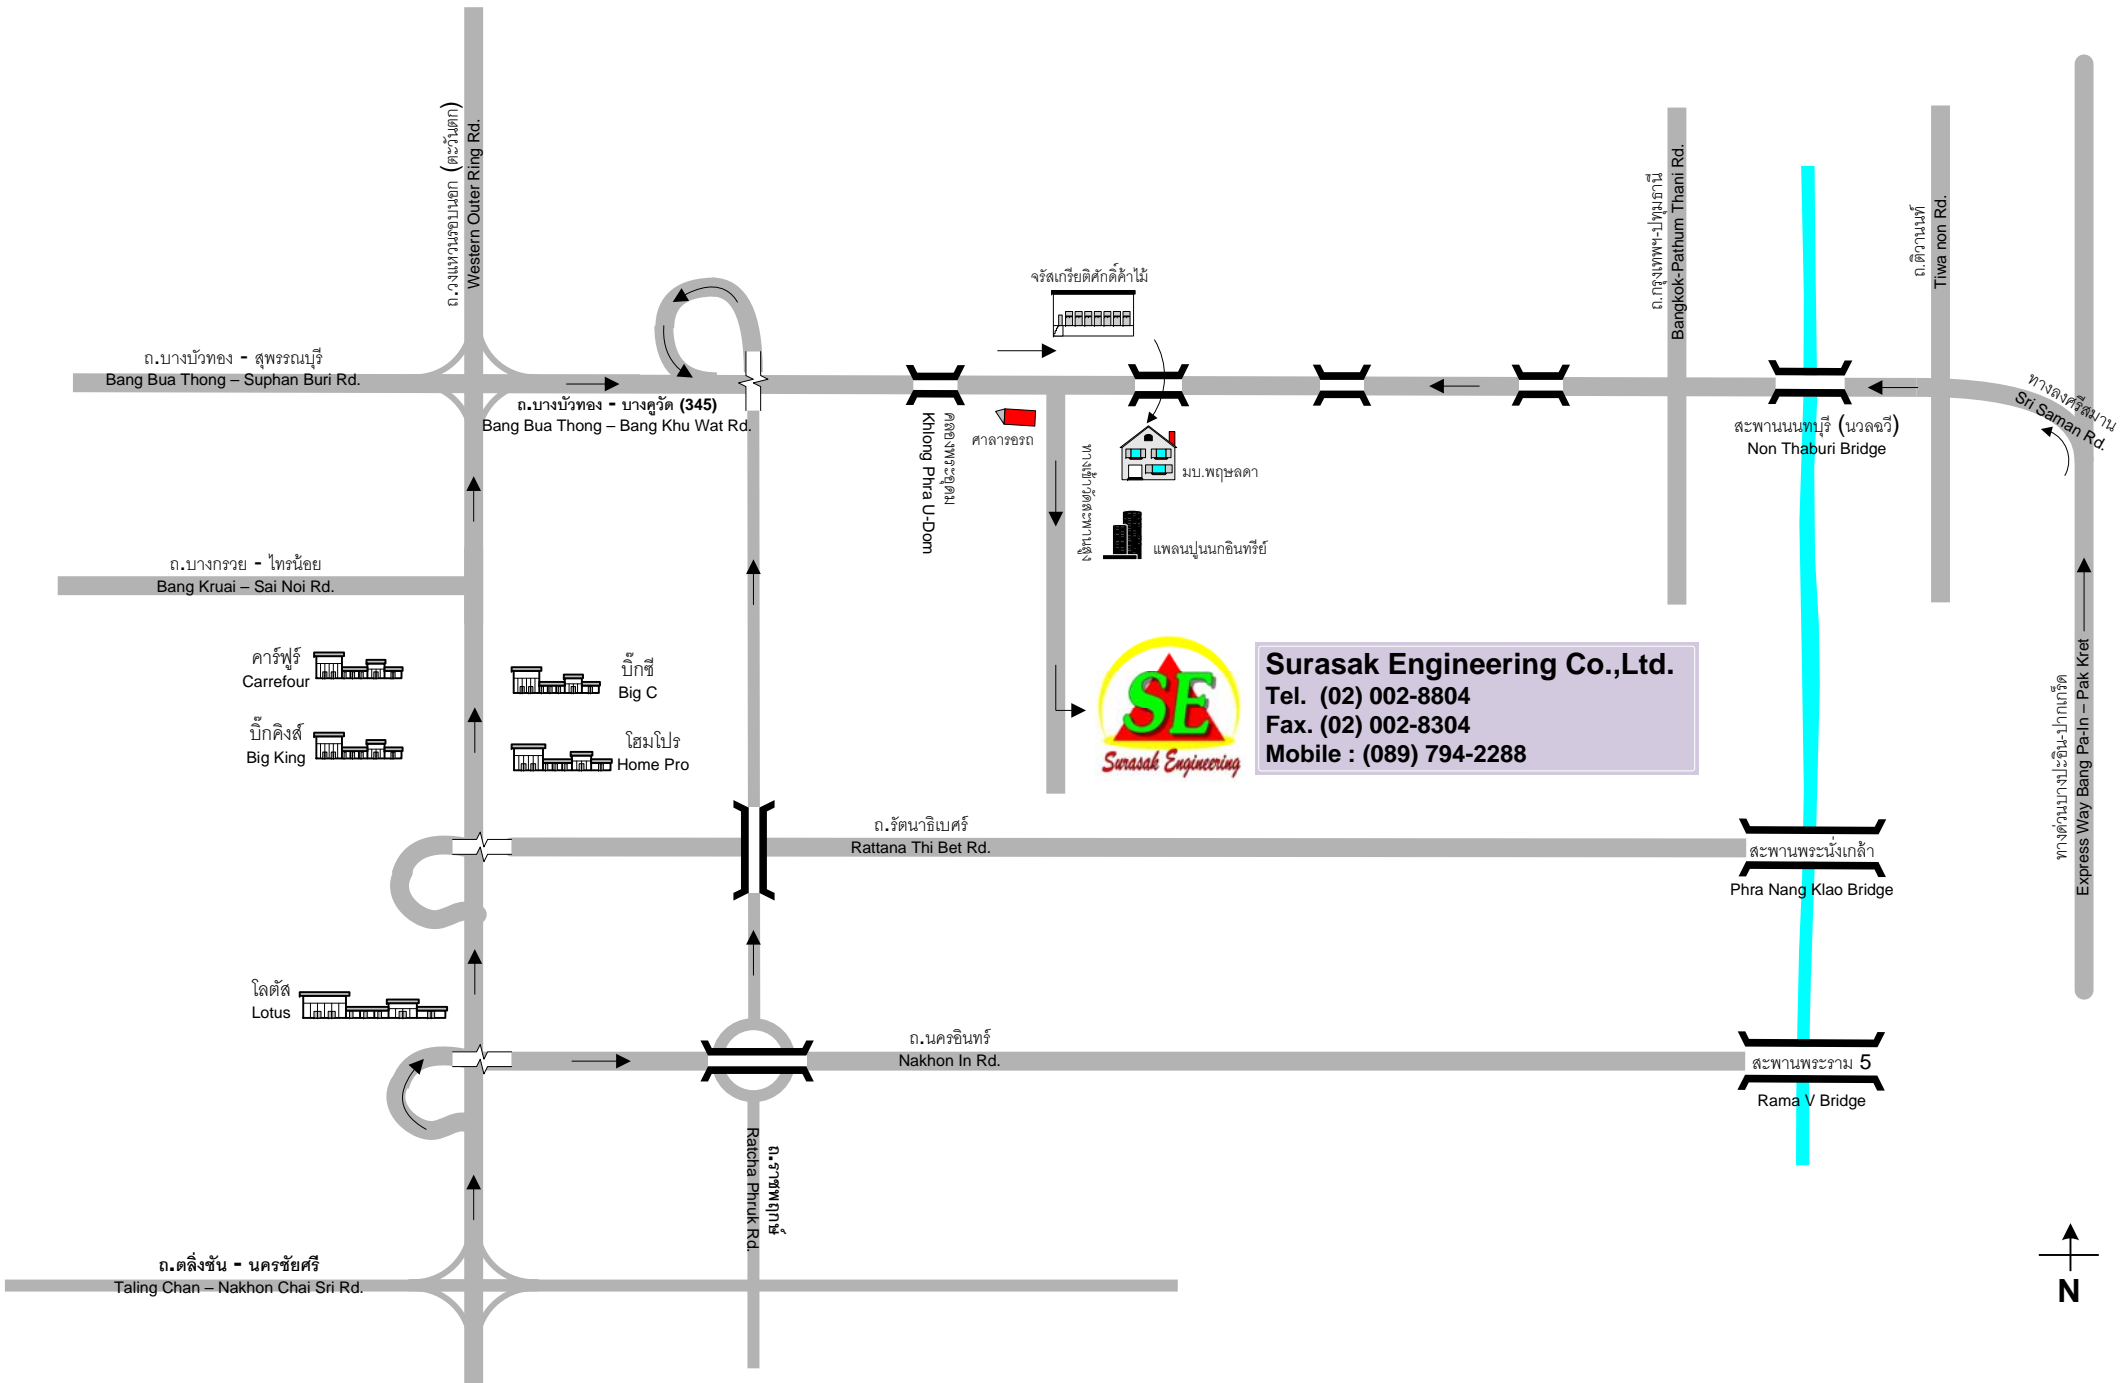 ถ.วงแหวนรอบนอก (ตะวันตก)
Western Outer Ring Rd.
จรัสเกรียติศักดิ์ค้าไม้
ถ.กรุงเทพฯ-ปทุมธานี
Bangkok-Pathum Thani Rd.
ถ.ติวานนท์
Tiwa non Rd.
ถ.บางบัวทอง - สุพรรณบุรี
Bang Bua Thong – Suphan Buri Rd.
ถ.บางบัวทอง - บางคูวัด (345)
Bang Bua Thong – Bang Khu Wat Rd.
คลองพระอุดม
Khlong Phra U-Dom
ศาลารอรถ
ทางเข้าวัดสะพานสูง
มบ.พฤษลดา
แพลนปูนนกอินทรีย์
สะพานนนทบุรี (นวลฉวี)
Non Thaburi Bridge
ทางลงศรีสมาน
Sri Saman Rd.
ถ.บางกรวย - ไทรน้อย
Bang Kruai – Sai Noi Rd.
คาร์ฟูร์
Carrefour
บิ๊กซี
Big C
บิ๊กคิงส์
Big King
โฮมโปร
Home Pro
SE
Surasak Engineering
Surasak Engineering Co.,Ltd.
Tel. (02) 002-8804
Fax. (02) 002-8304
Mobile : (089) 794-2288
ทางด่วนบางปะอิน-ปากเกร็ด
Express Way Bang Pa-In – Pak Kret
ถ.รัตนาธิเบศร์
Rattana Thi Bet Rd.
สะพานพระนั่งเกล้า
Phra Nang Klao Bridge
โลตัส
Lotus
ถ.นครอินทร์
Nakhon In Rd.
สะพานพระราม 5
Rama V Bridge
ถ.ราชพฤกษ์
Ratcha Phruk Rd.
ถ.ตลิ่งชัน - นครชัยศรี
Taling Chan – Nakhon Chai Sri Rd.
N